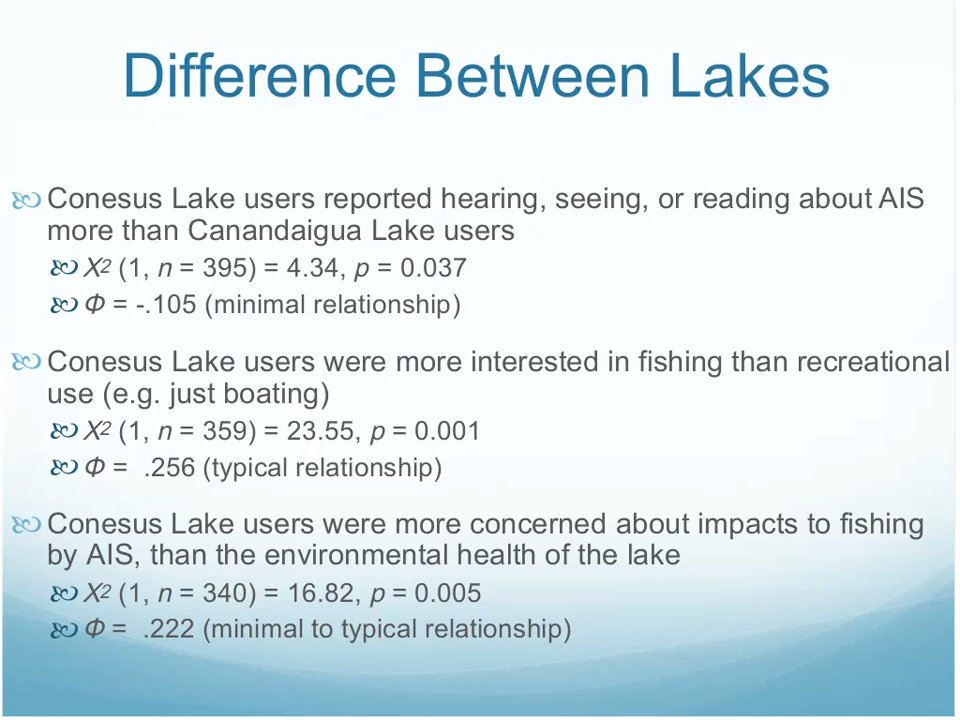 Difference Between Lakes
Conesus Lake users reported hearing, seeing, or reading about AIS
more than Canandaigua Lake users
X² (1, n = 395) = 4.34, p = 0.037
Φ = -.105 (minimal relationship)
Conesus Lake users were more interested in fishing than recreational
use (e.g. just boating)
X² (1, n = 359) = 23.55, p = 0.001
Φ = .256 (typical relationship)
Conesus Lake users were more concerned about impacts to fishing
by AIS, than the environmental health of the lake
X² (1, n = 340) = 16.82, p = 0.005
Φ = .222 (minimal to typical relationship)